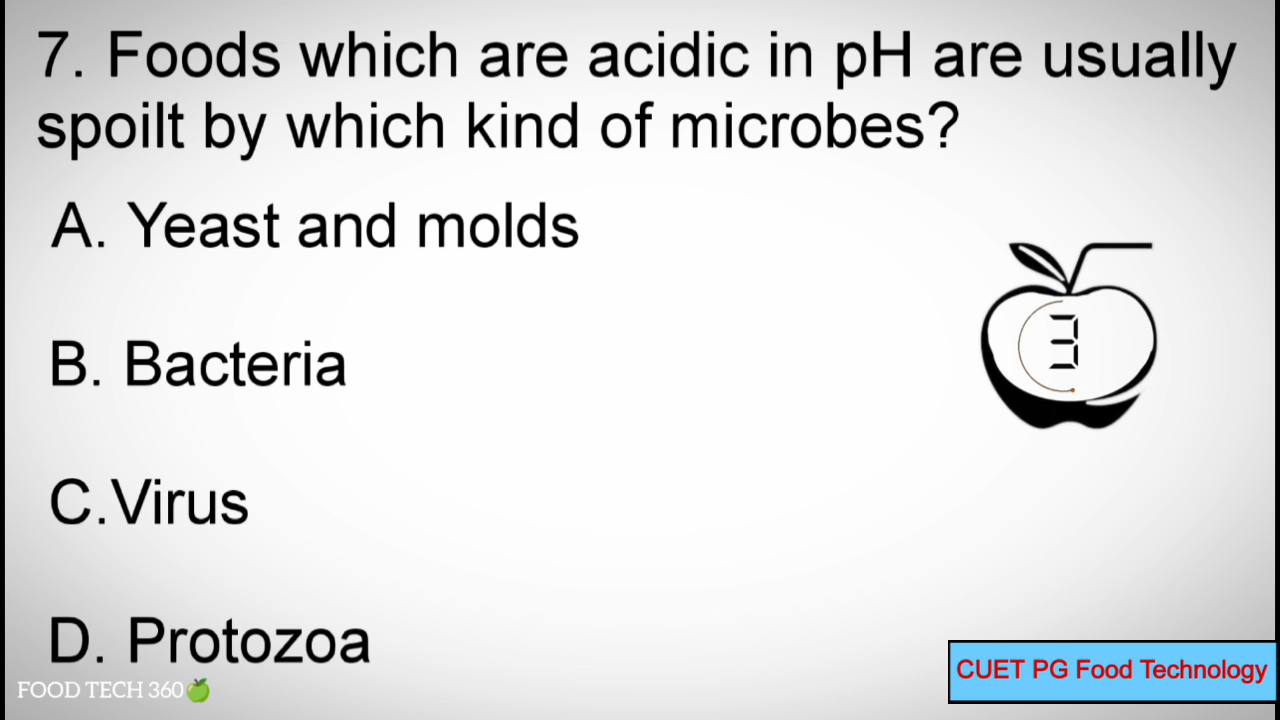 7. Foods which are acidic in pH are usually
spoilt by which kind of microbes?
A. Yeast and molds
3
B. Bacteria
C.Virus
D. Protozoa
CUET PG Food Technology
FOOD TECH 360